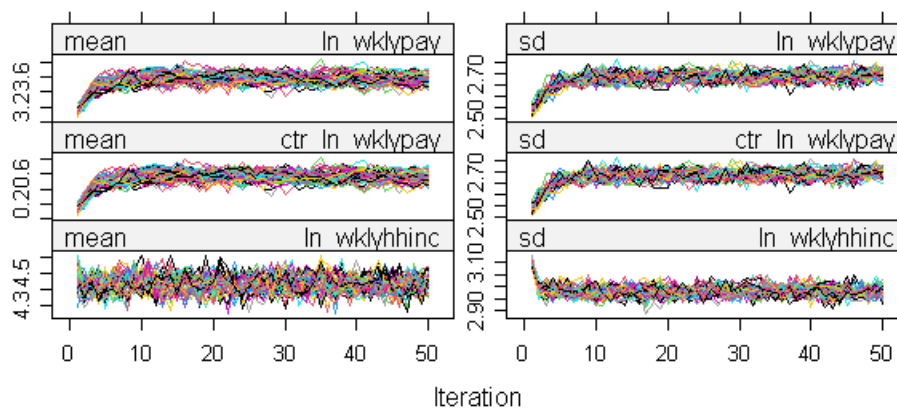 mean ln_wklypay sd ln_wklypay
3.2 3.6 2.50 2.70
mean ctr_ln_wklypay sd ctr_ln_wklypay
0.2 0.6 2.50 2.70
mean ln_wklyhhinc sd ln_wklyhhinc
4.3 4.5 2.90 3.10
0 10 20 30 40 50 0 10 20 30 40 50
Iteration